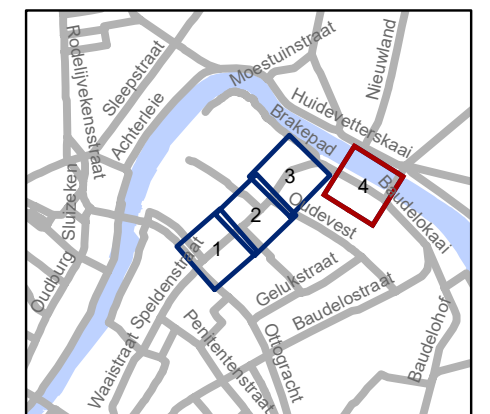 Rodelijvekensstraat
Sleepstraat
Moestuinstraat
Nieuwland
Achterleie
Huidevetterskaai
Brakepad
3
4
Baudelokaai
Sluizeken
2
Oudevest
1
Oudburg
Speldenstraat
Gelukstraat
Baudelostraat
Waaistraat
Penitentenstraat
Ottogracht
Baudelohof